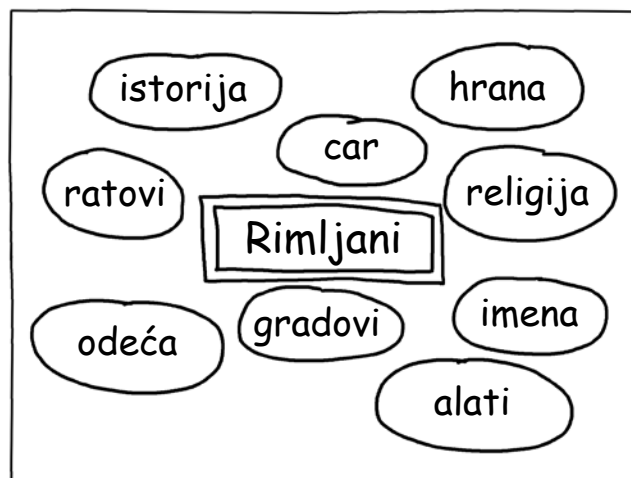 istorija
hrana
car
ratovi
religija
Rimljani
gradovi
imena
odeća
alati